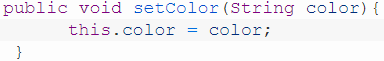 public void setColor(String color){
this.color = color;
}